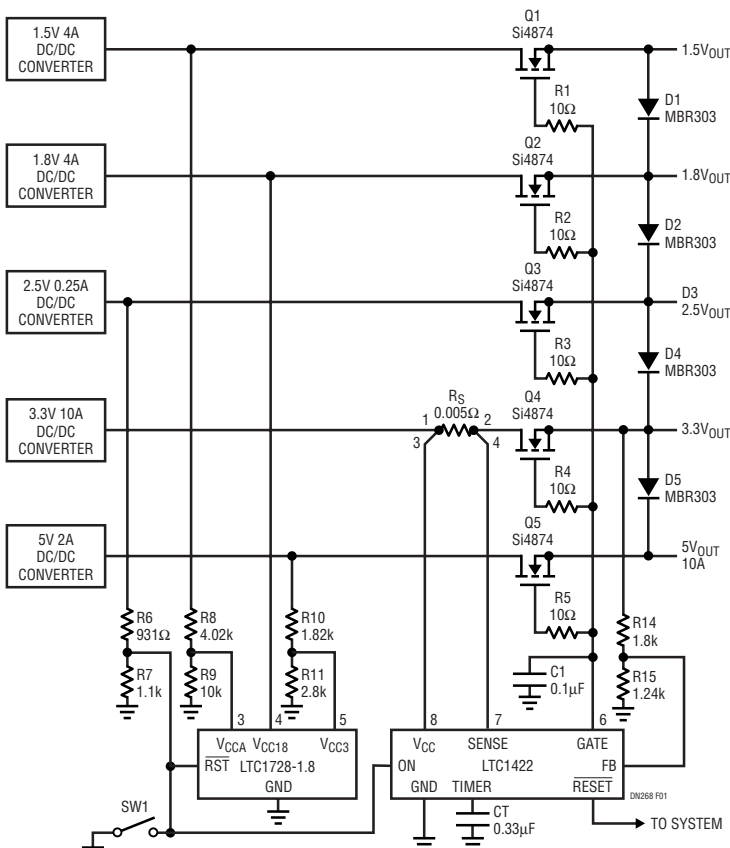 1.5V 4A
DC/DC
CONVERTER
Q1
Si4874
1.5VOUT
R1
10Ω
D1
MBR303
1.8V 4A
DC/DC
CONVERTER
Q2
Si4874
1.8VOUT
R2
10Ω
D2
MBR303
2.5V 0.25A
DC/DC
CONVERTER
Q3
Si4874
D3
2.5VOUT
R3
10Ω
D4
MBR303
3.3V 10A
DC/DC
CONVERTER
RS
0.005Ω
1
2
3
4
Q4
Si4874
3.3VOUT
R4
10Ω
D5
MBR303
5V 2A
DC/DC
CONVERTER
Q5
Si4874
5VOUT
10A
R5
10Ω
R6
931Ω
R7
1.1k
R8
4.02k
R9
10k
R10
1.82k
R11
2.8k
C1
0.1µF
R14
1.8k
R15
1.24k
3
4
5
VCCA
VCC18
VCC3
RST
LTC1728-1.8
GND
8
7
6
VCC
SENSE
GATE
ON
LTC1422
FB
GND
TIMER
RESET
DN268 F01
SW1
CT
0.33µF
TO SYSTEM